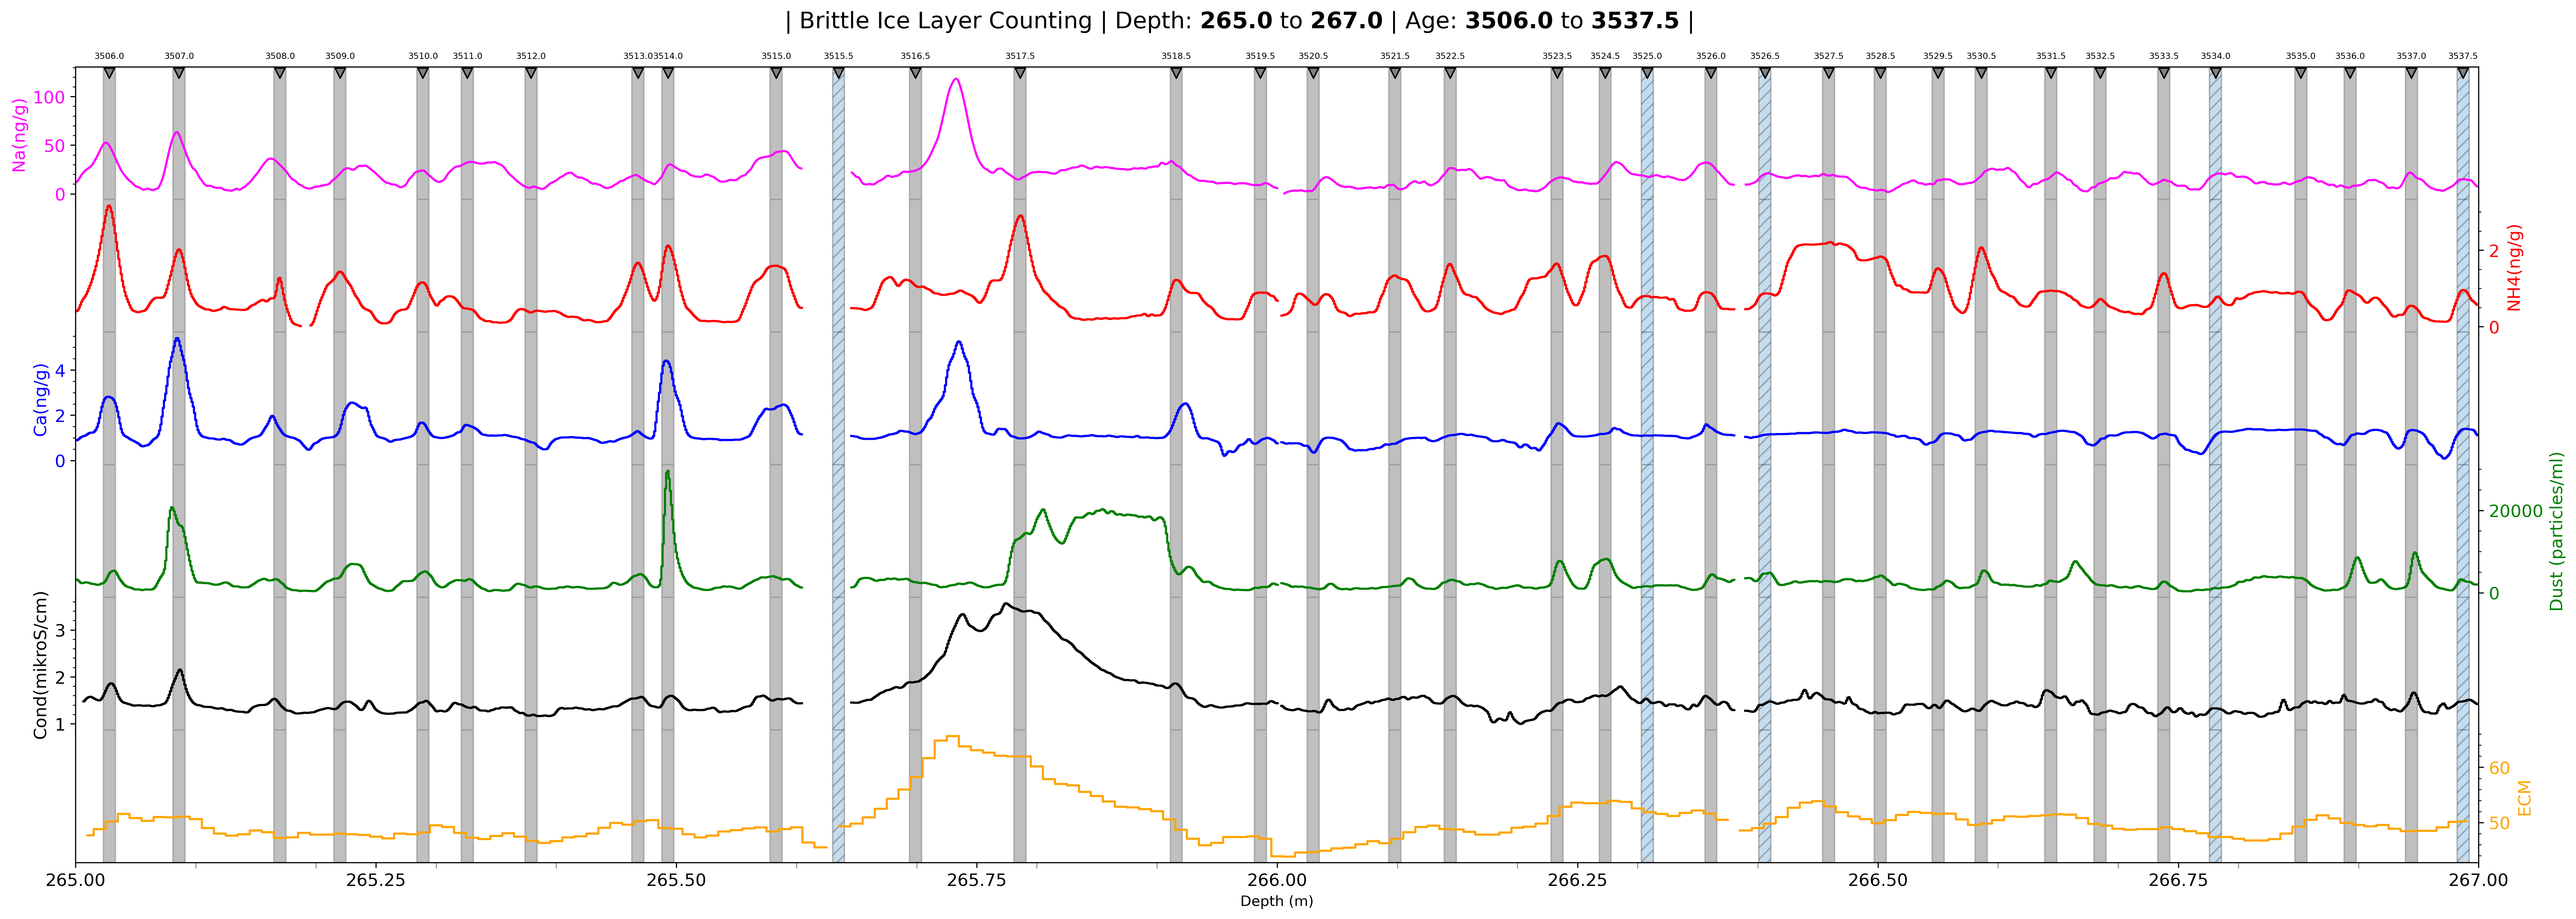 | Brittle Ice Layer Counting | Depth: 265.0 to 267.0 | Age: 3506.0 to 3537.5 |
3506.0 3507.0 3508.0 3509.0 3510.0 3511.0 3512.0 3513.0 3514.0 3515.0 3515.5 3516.5 3517.5 3518.5 3519.5 3520.5 3521.5 3522.5 3523.5 3524.5 3525.0 3526.0 3526.5 3527.5 3528.5 3529.5 3530.5 3531.5 3532.5 3533.5 3534.0 3535.0 3536.0 3537.0 3537.5
Na(ng/g)
100
50
0
NH4(ng/g)
2
0
Ca(ng/g)
4
2
0
Dust (particles/ml)
20000
0
Cond(mikroS/cm)
3
2
1
ECM
60
50
265.00 265.25 265.50 265.75 266.00 266.25 266.50 266.75 267.00
Depth (m)